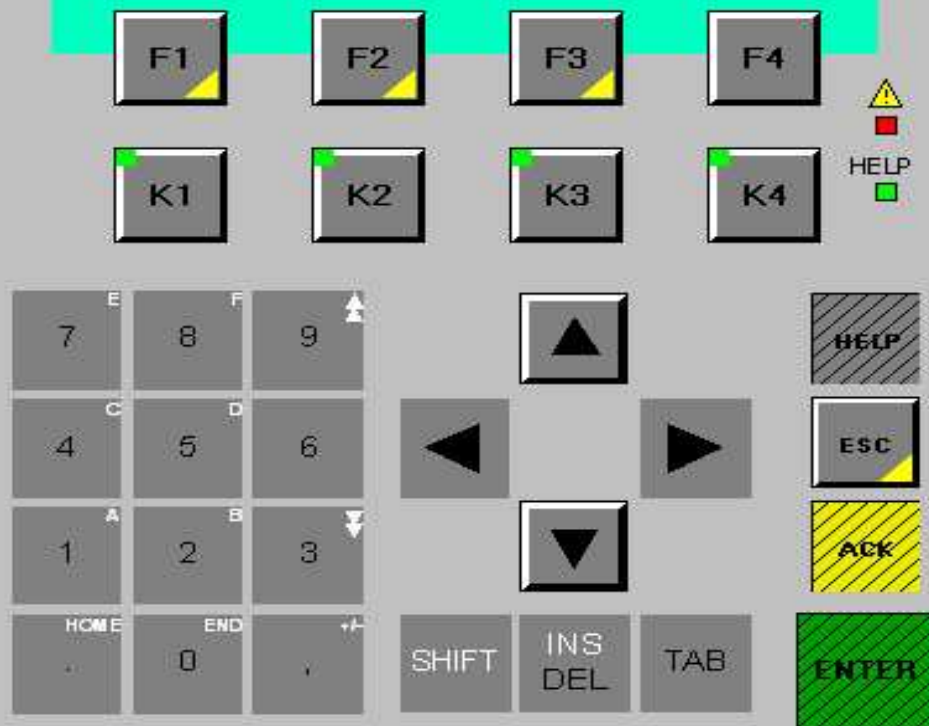 F1 F2 F3 F4
!
K1 K2 K3 K4
HELP
E F
7 8 9
HELP
C D
4 5 6
ESC
A B
1 2 3
ACK
HOME END +/-
. 0 ,
SHIFT
INS
DEL
TAB
ENTER